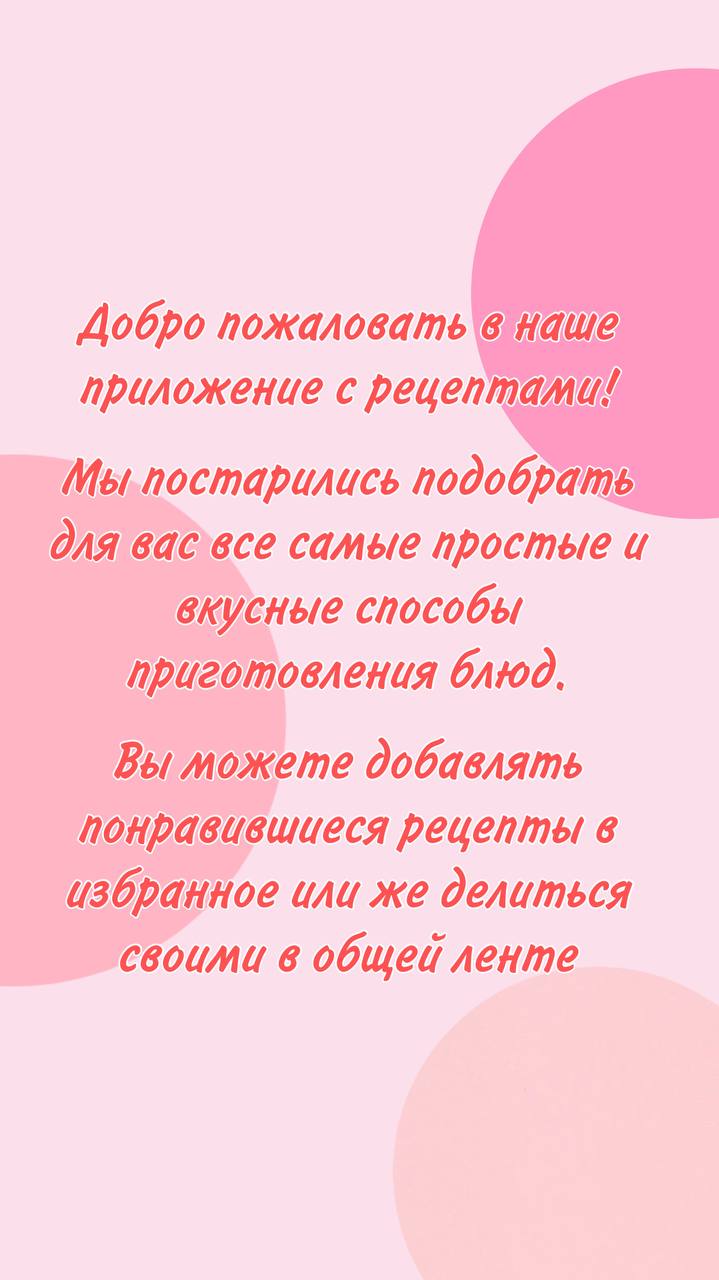 Добро пожаловать в наше
приложение с рецептами!
Мы постарились подобрать
для вас все самые простые и
вкусные способы
приготовления блюд.
Вы можете добавлять
понравившиеся рецепты в
избранное или же делиться
своими в общей ленте